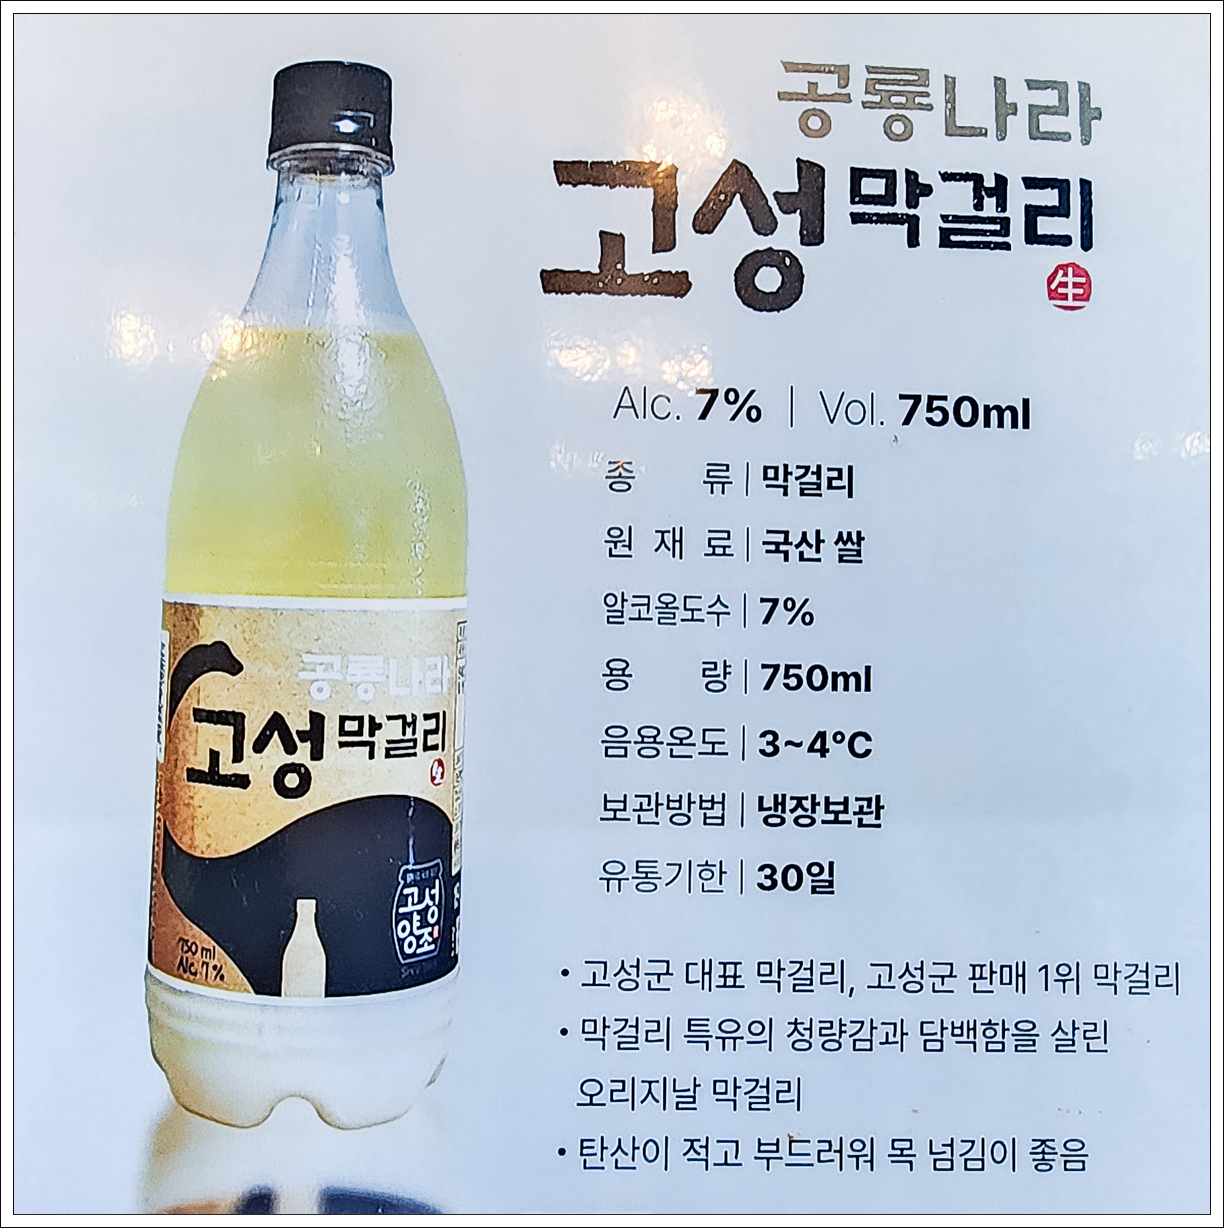 공룡나라
고성 막걸리
生
Alc. 7% | Vol. 750ml
종 류 | 막걸리
원 재 료 | 국산 쌀
알코올도수 | 7%
용 량 | 750ml
음용온도 | 3~4°C
보관방법 | 냉장보관
유통기한 | 30일
• 고성군 대표 막걸리, 고성군 판매 1위 막걸리
• 막걸리 특유의 청량감과 담백함을 살린
오리지날 막걸리
• 탄산이 적고 부드러워 목 넘김이 좋음
공룡나라
고성 막걸리
生
고성
양조
750 ml
Alc. 7%